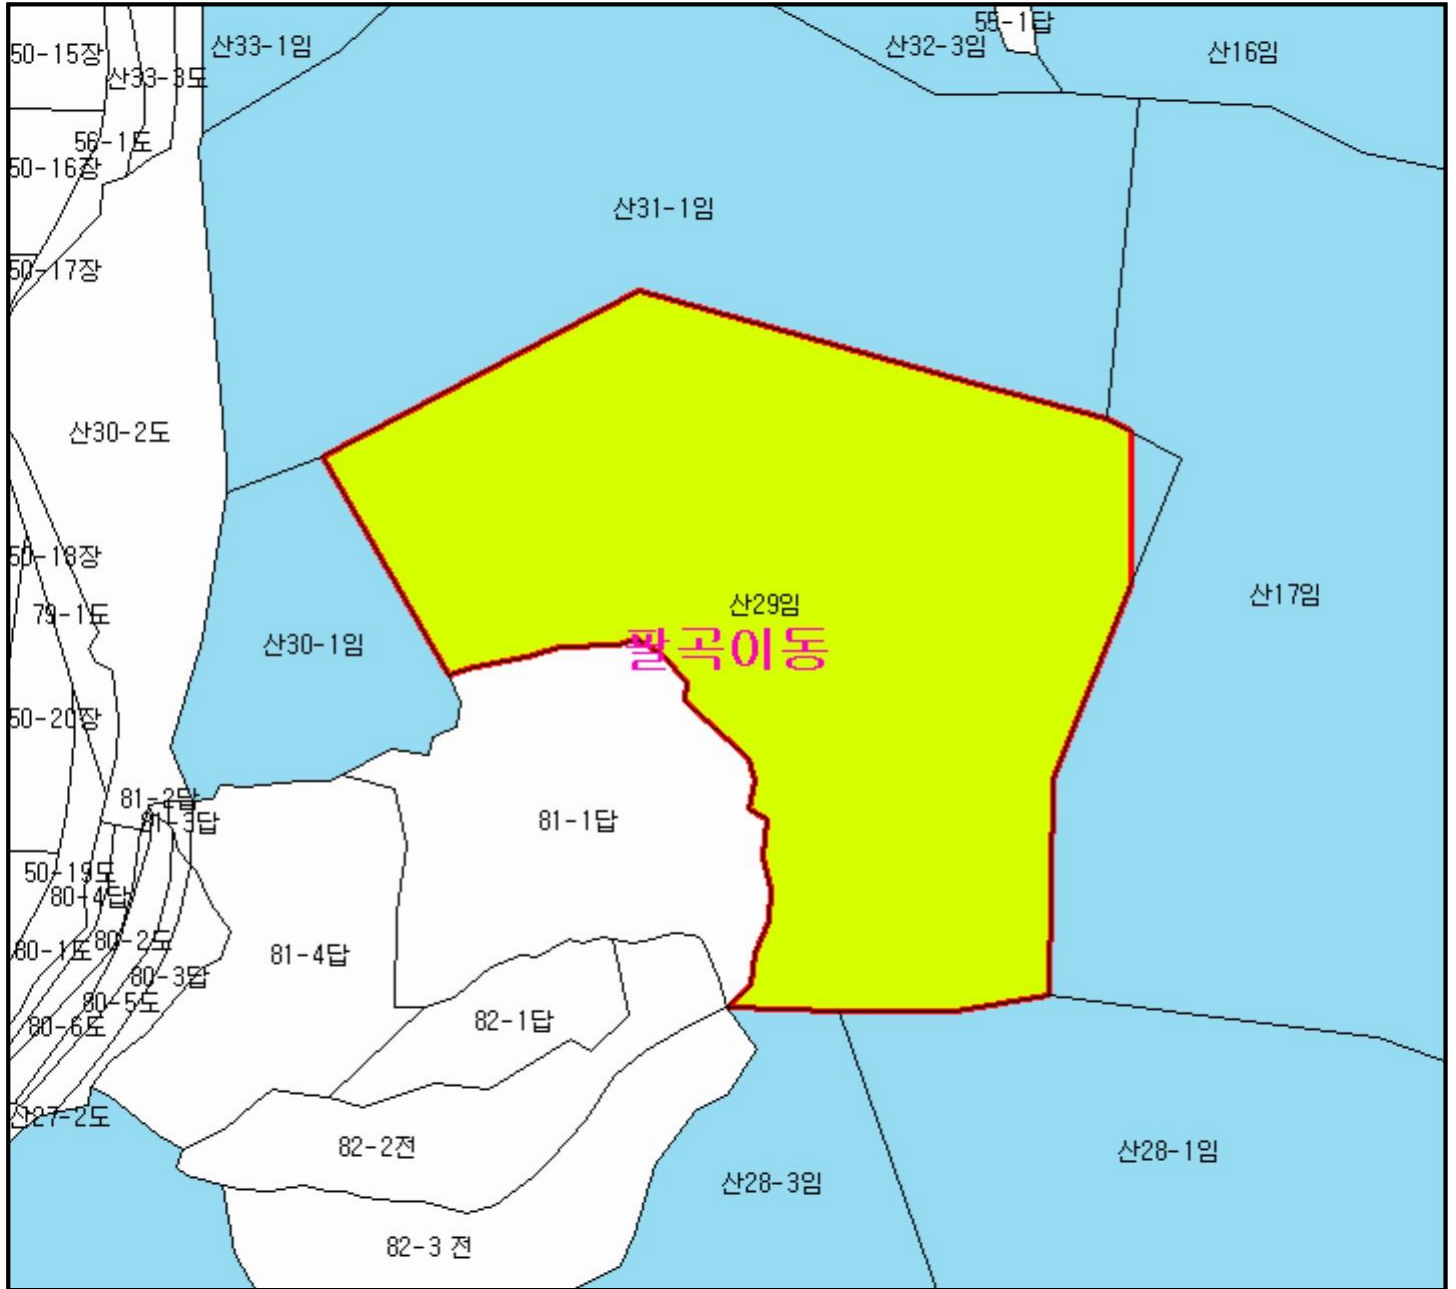 55-1답
산33-1임
산32-3임
산16임
50-15장
산33-3도
56-1도
50-16장
산31-1임
50-17장
산30-2도
50-18장
산17임
산29임
79-1도
산30-1임
팔곡이동
50-20장
81-2답
81-3답
81-1답
50-19도
80-4답
80-2도
80-1도
81-4답
80-3답
80-5도
80-6도
82-1답
산27-2도
82-2전
산28-1임
산28-3임
82-3 전